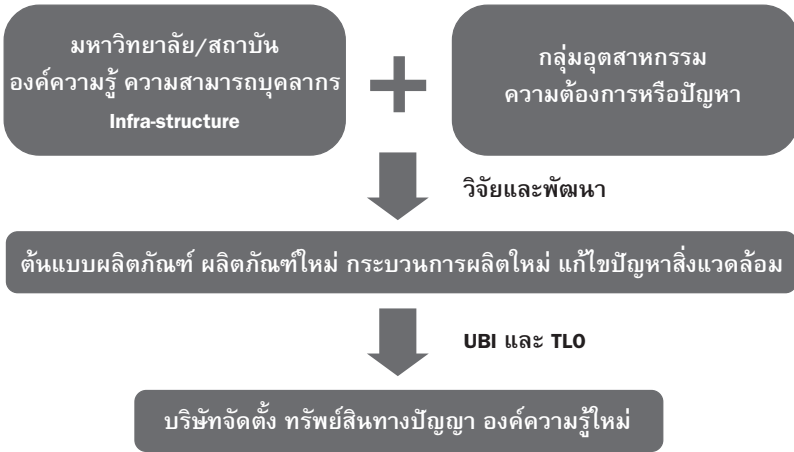 มหาวิทยาลัย/สถาบัน
องค์ความรู้ ความสามารถบุคลากร
Infra-structure
กลุ่มอุตสาหกรรม
ความต้องการหรือปัญหา
วิจัยและพัฒนา
ต้นแบบผลิตภัณฑ์ ผลิตภัณฑ์ใหม่ กระบวนการผลิตใหม่ แก้ไขปัญหาสิ่งแวดล้อม
UBI และ TLO
บริษัทจัดตั้ง ทรัพย์สินทางปัญญา องค์ความรู้ใหม่